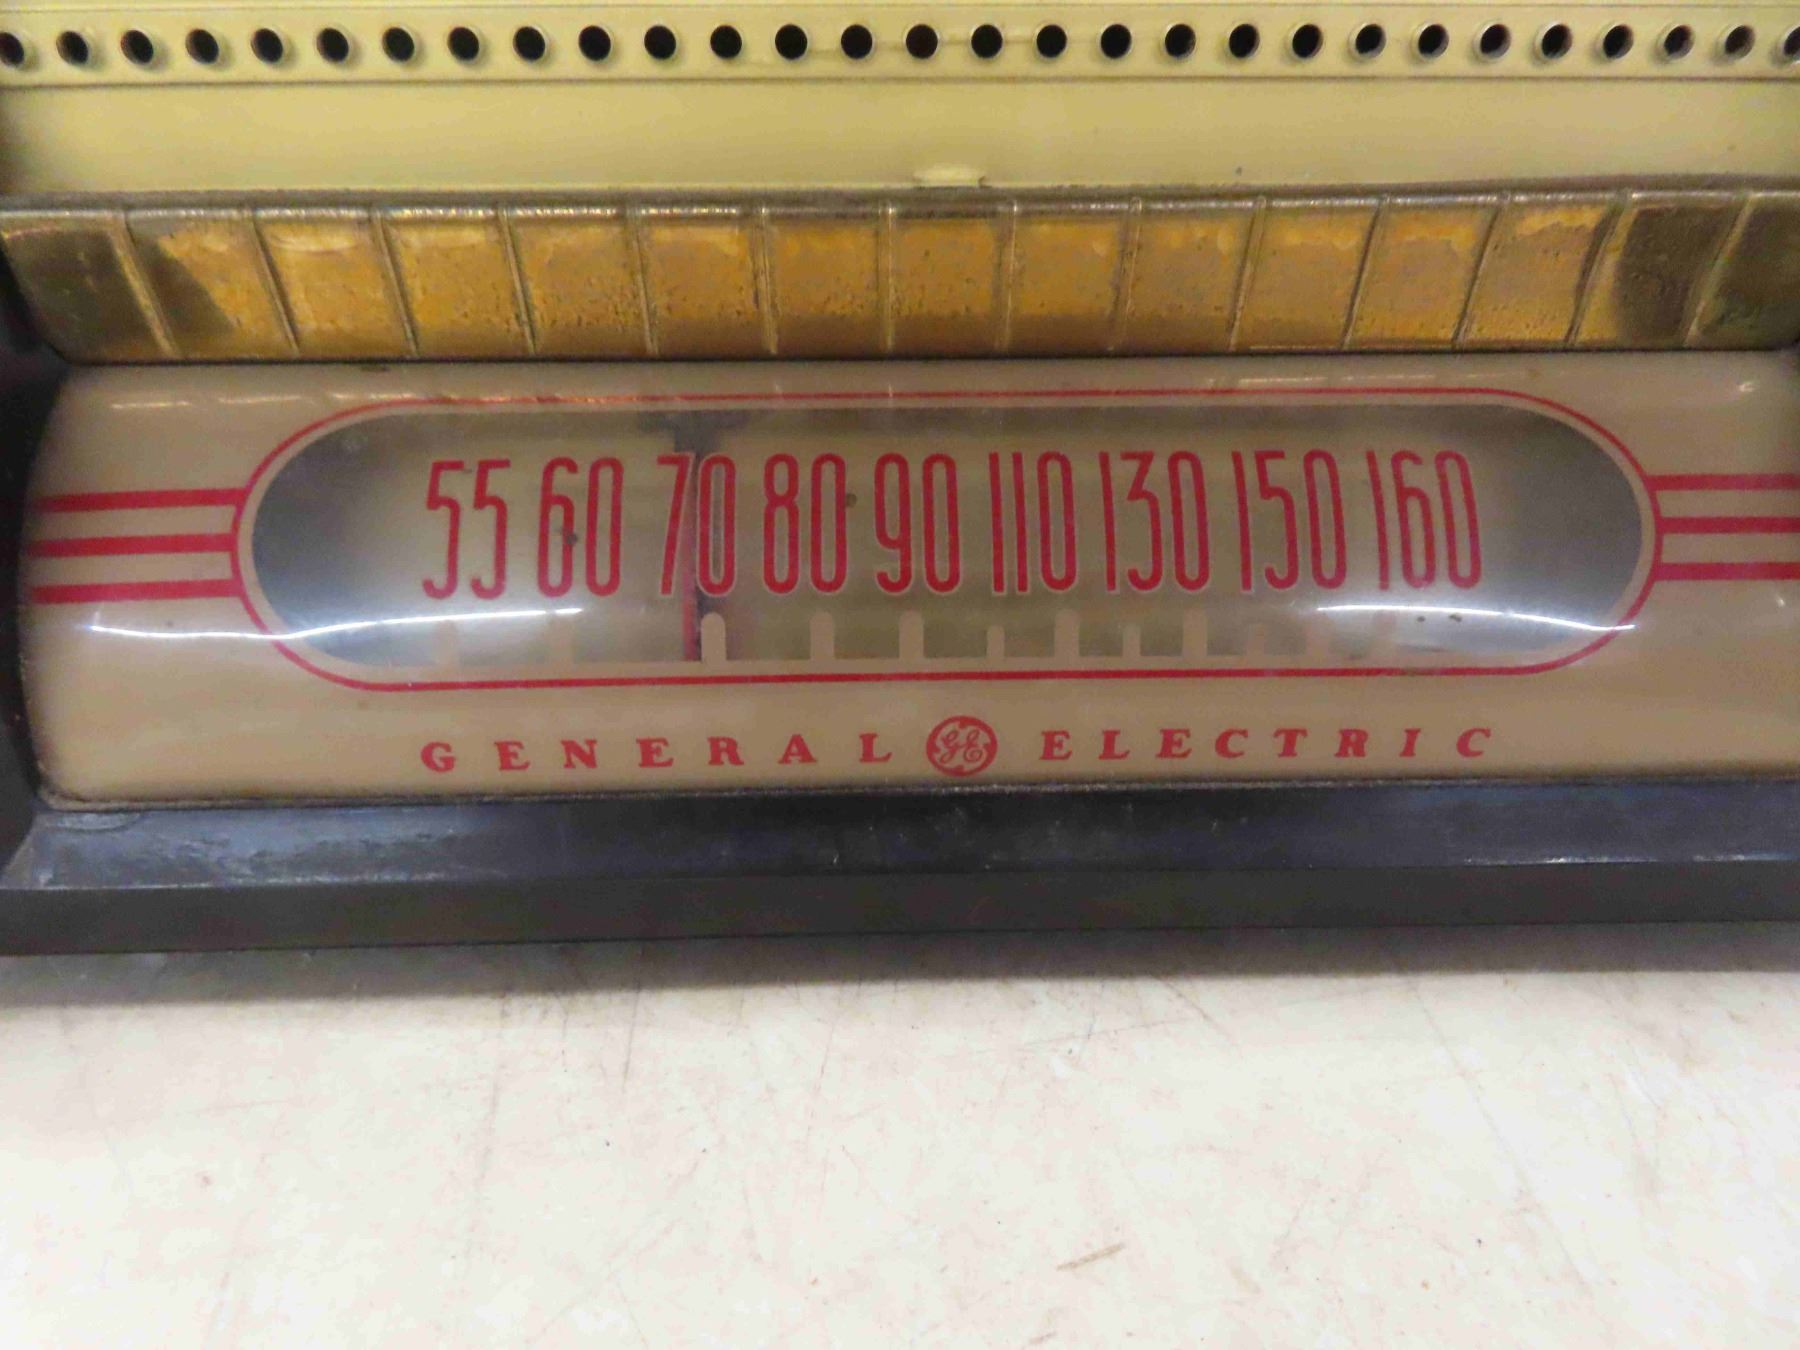 55 60 70 80 90 110 130 150 160
GENERAL GE ELECTRIC